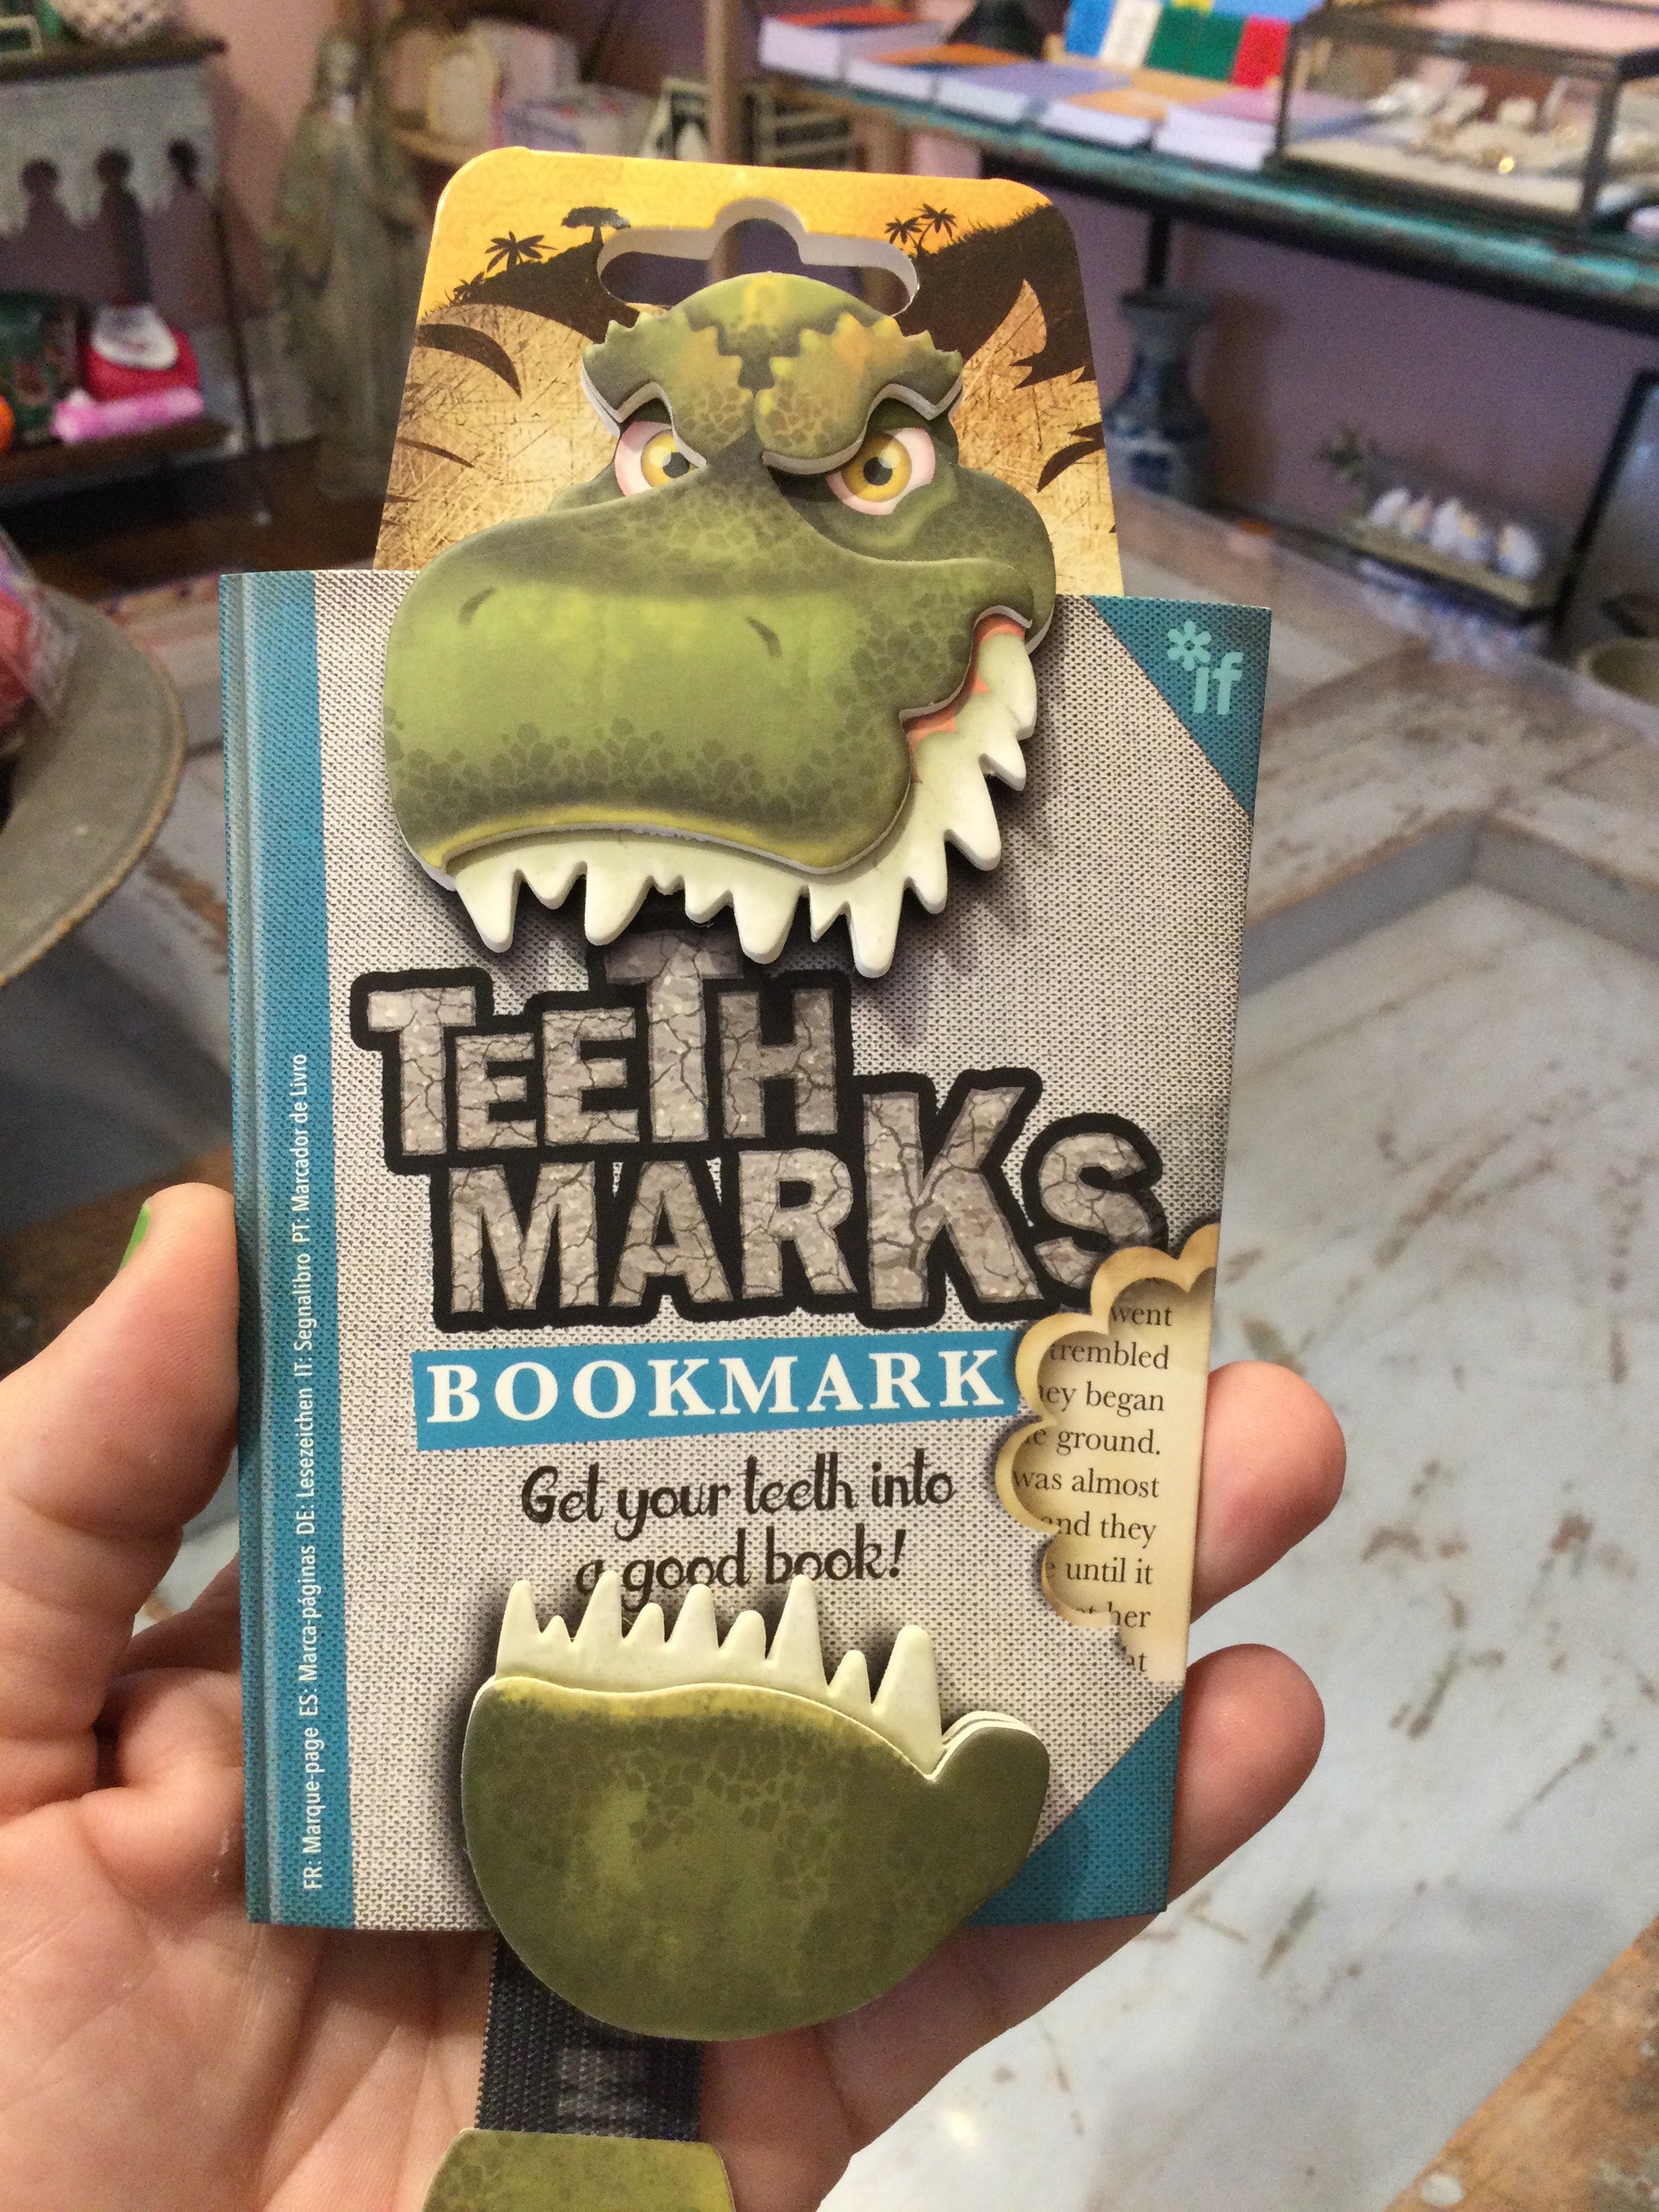 *if
TEETH
MARKS
BOOKMARK
Get your teeth into
a good book!
went
trembled
began
ground.
was almost
and they
until it
her
FR: Marque-page ES: Marca-páginas DE: Lesezeichen IT: Segnalibro PT: Marcador de Livro